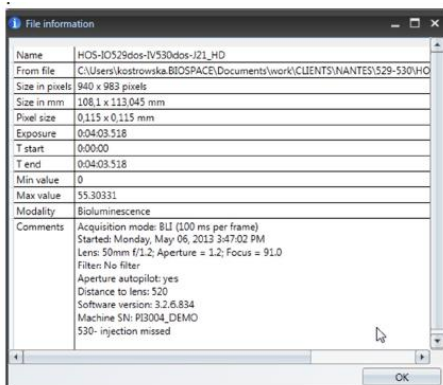 File information
Name HOS-IO529dos-IV530dos-J21_HD
From file C:\Users\kostrowska.BIOSPACE\Documents\work\CLIENTS\NANTES\529-530\HO
Size in pixels 940 x 983 pixels
Size in mm 108,1 x 113,045 mm
Pixel size 0,115 x 0,115 mm
Exposure 0:04:03.518
T start 0:00:00
T end 0:04:03.518
Min value 0
Max value 55.30331
Modality Bioluminescence
Comments Acquisition mode: BLI (100 ms per frame)
Started: Monday, May 06, 2013 3:47:02 PM
Lens: 50mm f/1.2; Aperture = 1.2; Focus = 91.0
Filter: No filter
Aperture autopilot: yes
Distance to lens: 520
Software version: 3.2.6.834
Machine SN: PI3004_DEMO
530- injection missed
OK